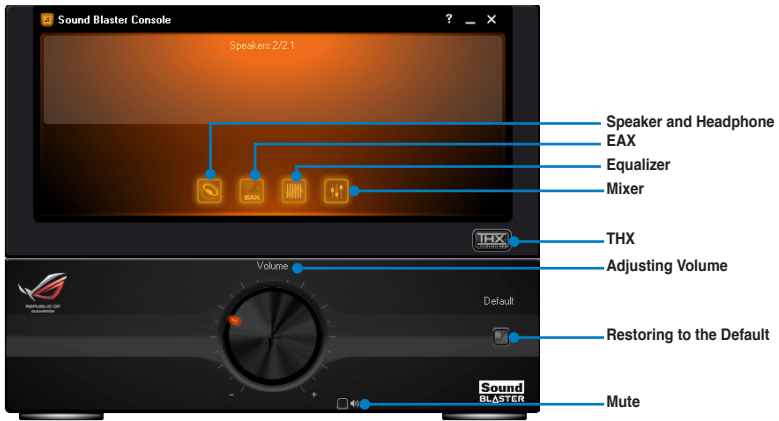 Sound Blaster Console
? _ ×
Speakers:2/2.1
Speaker and Headphone
EAX
Equalizer
Mixer
EAX
THX
THX
Volume
Adjusting Volume
REPUBLIC OF
GAMERS
Default
Restoring to the Default
- +
Sound
BLASTER
Mute